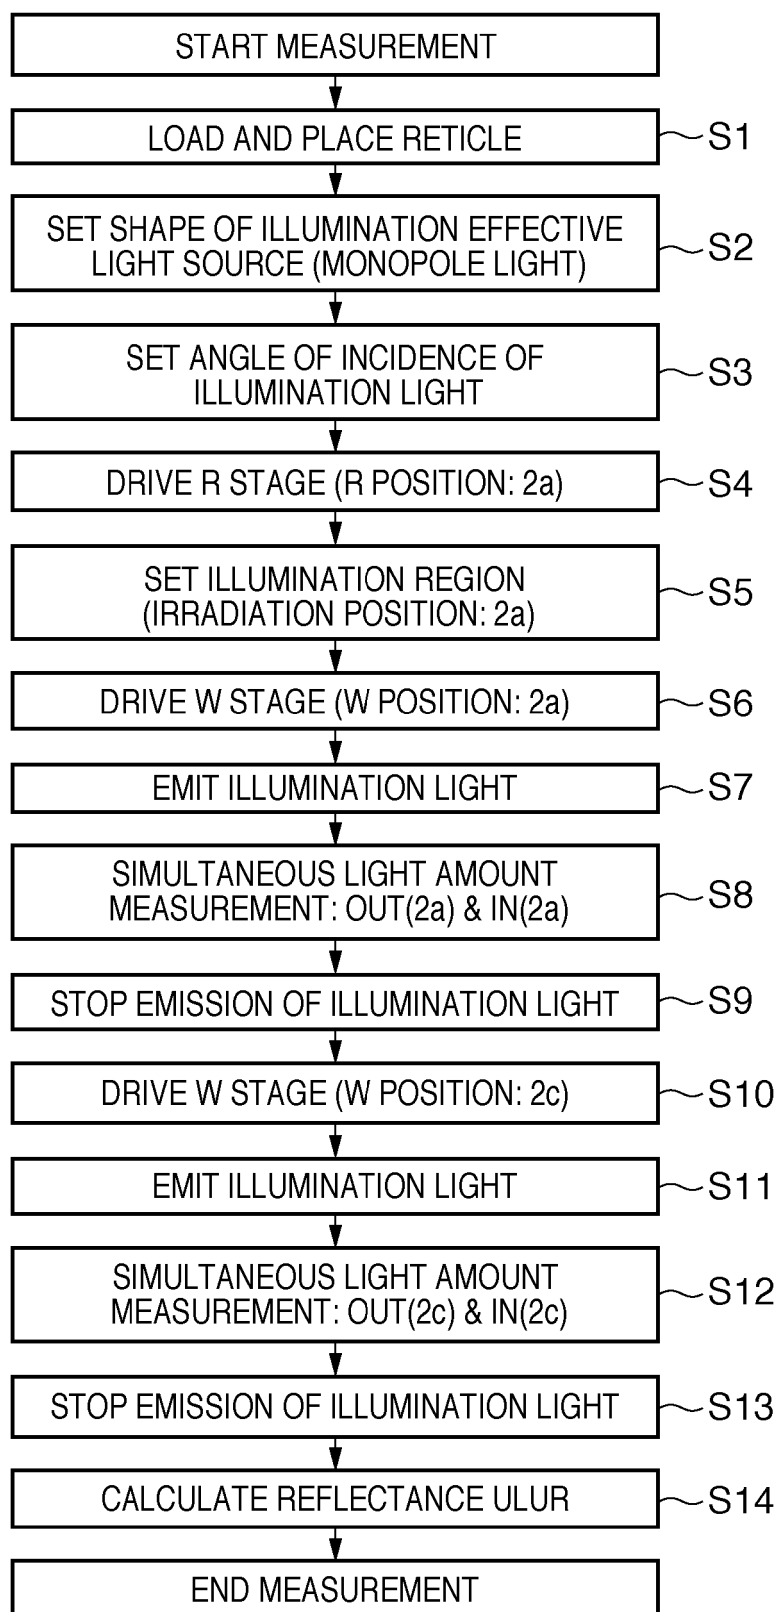 START MEASUREMENT
LOAD AND PLACE RETICLE
S1
SET SHAPE OF ILLUMINATION EFFECTIVE
LIGHT SOURCE (MONOPOLE LIGHT)
S2
SET ANGLE OF INCIDENCE OF
ILLUMINATION LIGHT
S3
DRIVE R STAGE (R POSITION: 2a)
S4
SET ILLUMINATION REGION
(IRRADIATION POSITION: 2a)
S5
DRIVE W STAGE (W POSITION: 2a)
S6
EMIT ILLUMINATION LIGHT
S7
SIMULTANEOUS LIGHT AMOUNT
MEASUREMENT: OUT(2a) & IN(2a)
S8
STOP EMISSION OF ILLUMINATION LIGHT
S9
DRIVE W STAGE (W POSITION: 2c)
S10
EMIT ILLUMINATION LIGHT
S11
SIMULTANEOUS LIGHT AMOUNT
MEASUREMENT: OUT(2c) & IN(2c)
S12
STOP EMISSION OF ILLUMINATION LIGHT
S13
CALCULATE REFLECTANCE ULUR
S14
END MEASUREMENT